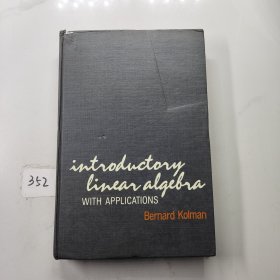 introductory
linear algebra
WITH APPLICATIONS
Bernard Kolman
352